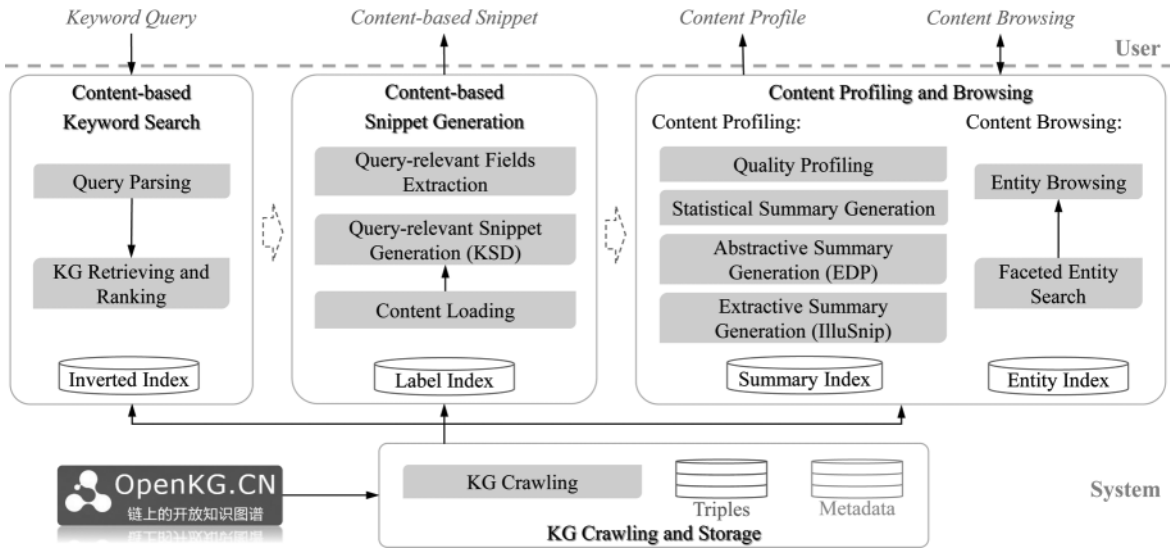 Keyword Query
Content-based Snippet
Content Profile
Content Browsing
User
Content-based
Keyword Search
Query Parsing
KG Retrieving and
Ranking
Inverted Index
Content-based
Snippet Generation
Query-relevant Fields
Extraction
Query-relevant Snippet
Generation (KSD)
Content Loading
Label Index
Content Profiling and Browsing
Content Profiling:
Quality Profiling
Statistical Summary Generation
Abstractive Summary
Generation (EDP)
Extractive Summary
Generation (IlluSnip)
Summary Index
Content Browsing:
Entity Browsing
Faceted Entity
Search
Entity Index
OpenKG.CN
链上的开放知识图谱
KG Crawling
Triples
Metadata
KG Crawling and Storage
System